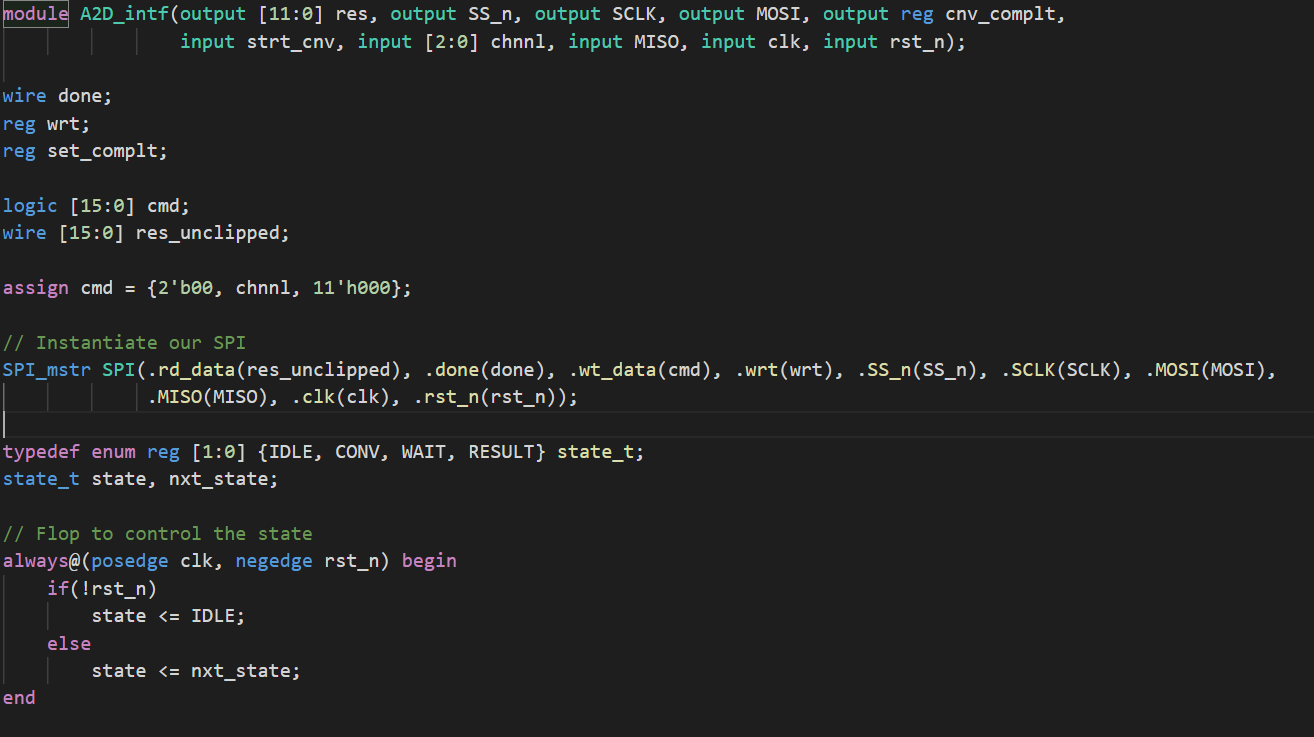 module A2D_intf(output [11:0] res, output SS_n, output SCLK, output MOSI, output reg cnv_complt,
input strt_cnv, input [2:0] chnnl, input MISO, input clk, input rst_n);
wire done;
reg wrt;
reg set_complt;
logic [15:0] cmd;
wire [15:0] res_unclipped;
assign cmd = {2'b00, chnnl, 11'h000};
// Instantiate our SPI
SPI_mstr SPI(.rd_data(res_unclipped), .done(done), .wt_data(cmd), .wrt(wrt), .SS_n(SS_n), .SCLK(SCLK), .MOSI(MOSI),
.MISO(MISO), .clk(clk), .rst_n(rst_n));
typedef enum reg [1:0] {IDLE, CONV, WAIT, RESULT} state_t;
state_t state, nxt_state;
// Flop to control the state
always@(posedge clk, negedge rst_n) begin
if(!rst_n)
state <= IDLE;
else
state <= nxt_state;
end